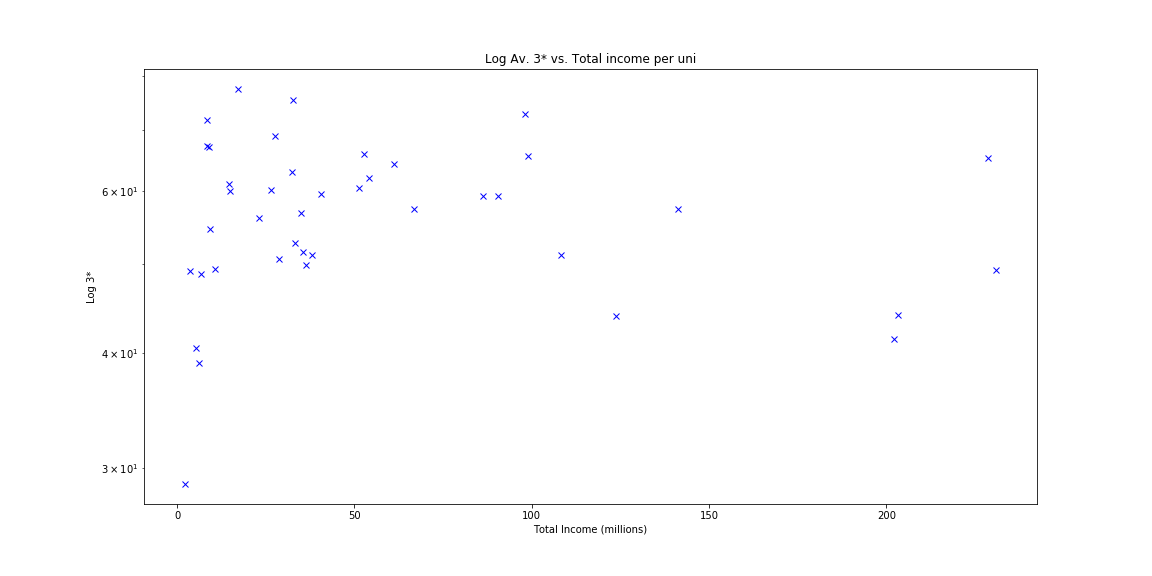 Log Av. 3* vs. Total income per uni
Log 3*
6 × 10¹
4 × 10¹
3 × 10¹
0 50 100 150 200
Total Income (millions)